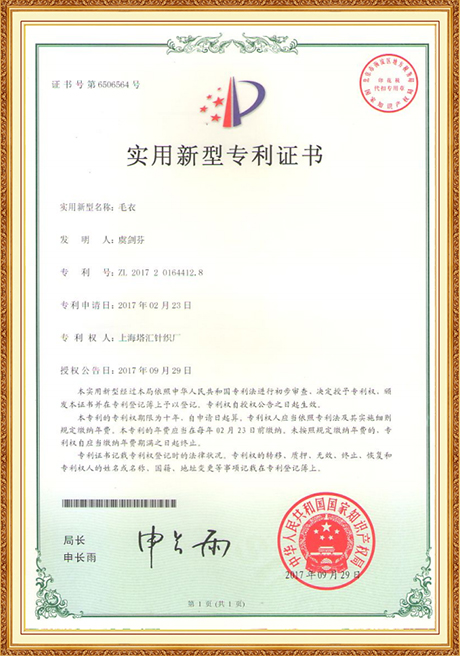 证书号第6506564号
实用新型专利证书
实用新型名称：毛衣
发明人：虞剑芬
专利号：ZL 2017 2 0164412.8
专利申请日：2017年02月23日
专利权人：上海塔汇针织厂
授权公告日：2017年09月29日
本实用新型经过本局依照中华人民共和国专利法进行初步审查，决定授予专利权，颁
发本证书并在专利登记簿上予以登记。专利权自授权公告之日起生效。
本专利的专利权期限为十年，自申请日起算。专利权人应当依照专利法及其实施细则
规定缴纳年费。本专利的年费应当在每年02月23日前缴纳。未按照规定缴纳年费的，专
利权自应当缴纳年费期满之日起终止。
专利证书记载专利权登记时的法律状况。专利权的转移、质押、无效、终止、恢复和
专利权人的姓名或名称、国籍、地址变更等事项记载在专利登记簿上。
局长
申长雨
申长雨
中华人民共和国国家知识产权局
2017年09月29日
第1页（共1页）